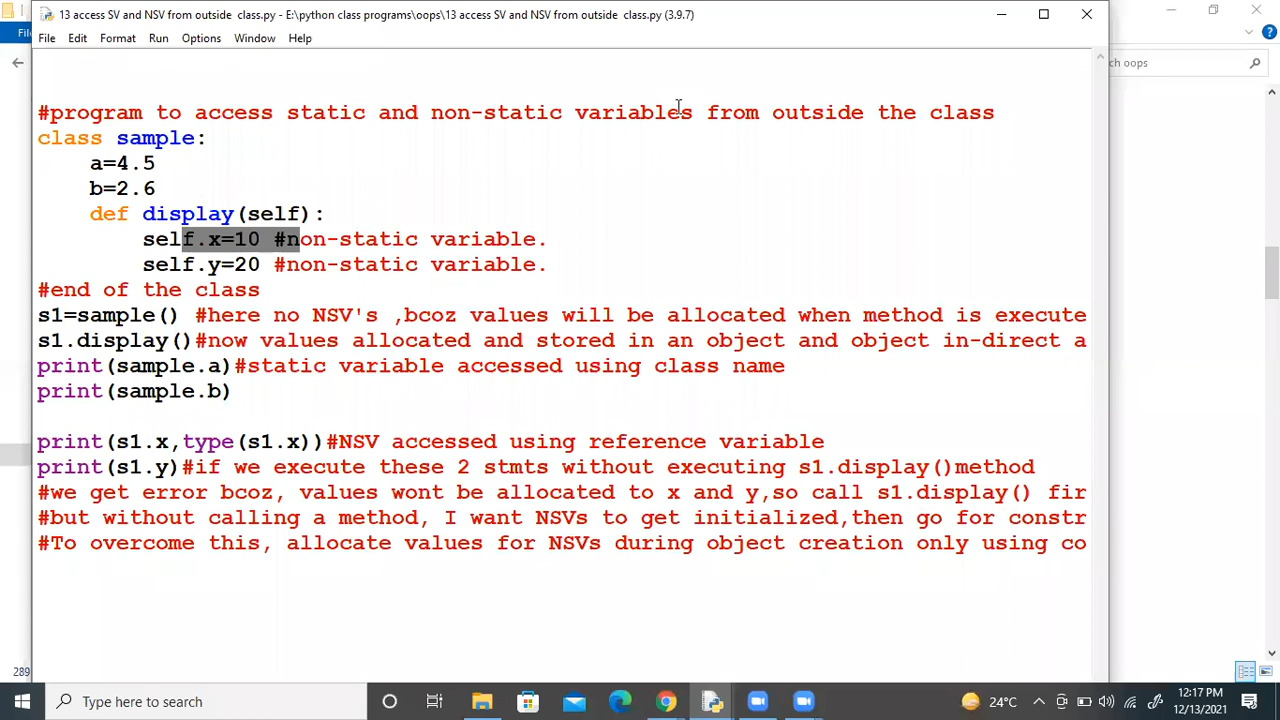 13 access SV and NSV from outside class.py - E:\python class programs\oops\13 access SV and NSV from outside class.py (3.9.7)
File Edit Format Run Options Window Help
#program to access static and non-static variables from outside the class
class sample:
a=4.5
b=2.6
def display(self):
self.x=10 #non-static variable.
self.y=20 #non-static variable.
#end of the class
s1=sample() #here no NSV's ,bcoz values will be allocated when method is execute
s1.display()#now values allocated and stored in an object and object in-direct a
print(sample.a)#static variable accessed using class name
print(sample.b)
print(s1.x,type(s1.x))#NSV accessed using reference variable
print(s1.y)#if we execute these 2 stmts without executing s1.display()method
#we get error bcoz, values wont be allocated to x and y,so call s1.display() fir
#but without calling a method, I want NSVs to get initialized,then go for constr
#To overcome this, allocate values for NSVs during object creation only using co
Fil
ch oops
289
Type here to search
24°C
12:17 PM
12/13/2021